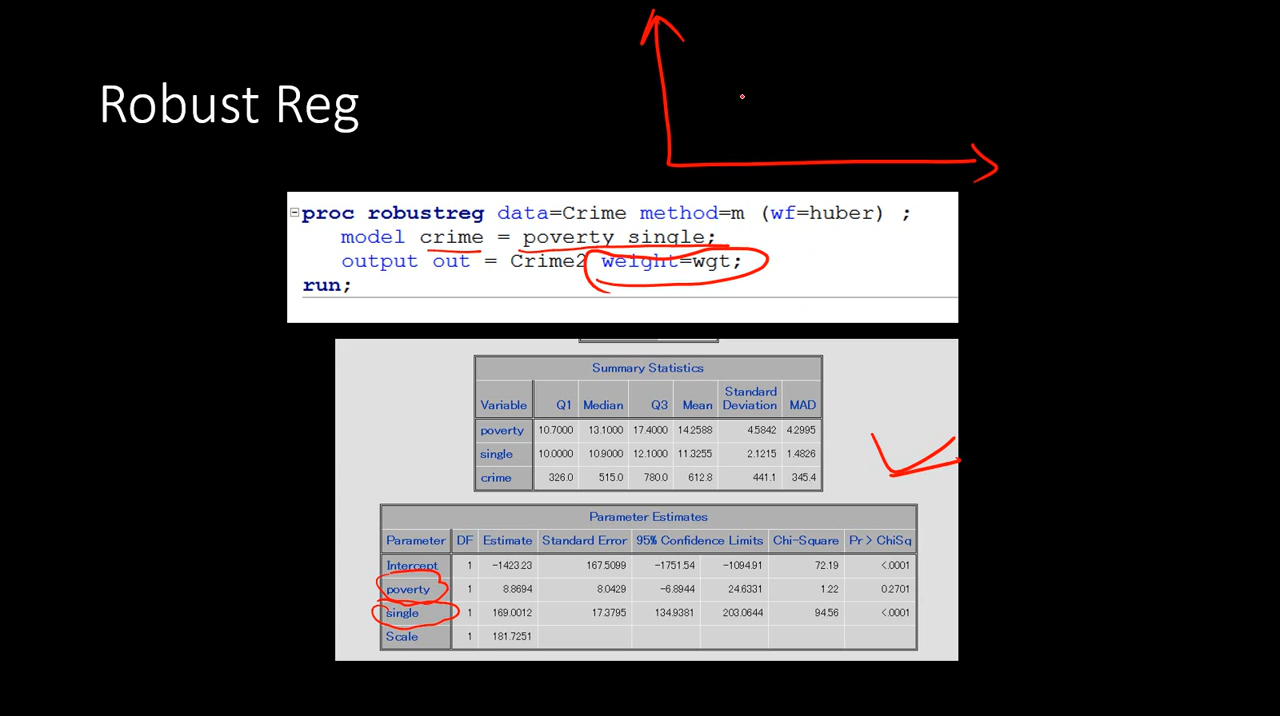 Robust Reg
proc robustreg data=Crime method=m (wf=huber) ;
model crime = poverty single;
output out = Crime2 weight=wgt;
run;
Summary Statistics
Variable Q1 Median Q3 Mean Standard Deviation MAD
poverty 10.7000 13.1000 17.4000 14.2588 4.5842 4.2995
single 10.0000 10.9000 12.1000 11.3255 2.1215 1.4826
crime 326.0 515.0 780.0 612.8 441.1 345.4
Parameter Estimates
Parameter DF Estimate Standard Error 95% Confidence Limits Chi-Square Pr > ChiSq
Intercept 1 -1423.23 167.5099 -1751.54 -1094.91 72.19 <.0001
poverty 1 8.8694 8.0429 -6.8944 24.6331 1.22 0.2701
single 1 169.0012 17.3795 134.9381 203.0644 94.56 <.0001
Scale 1 181.7251